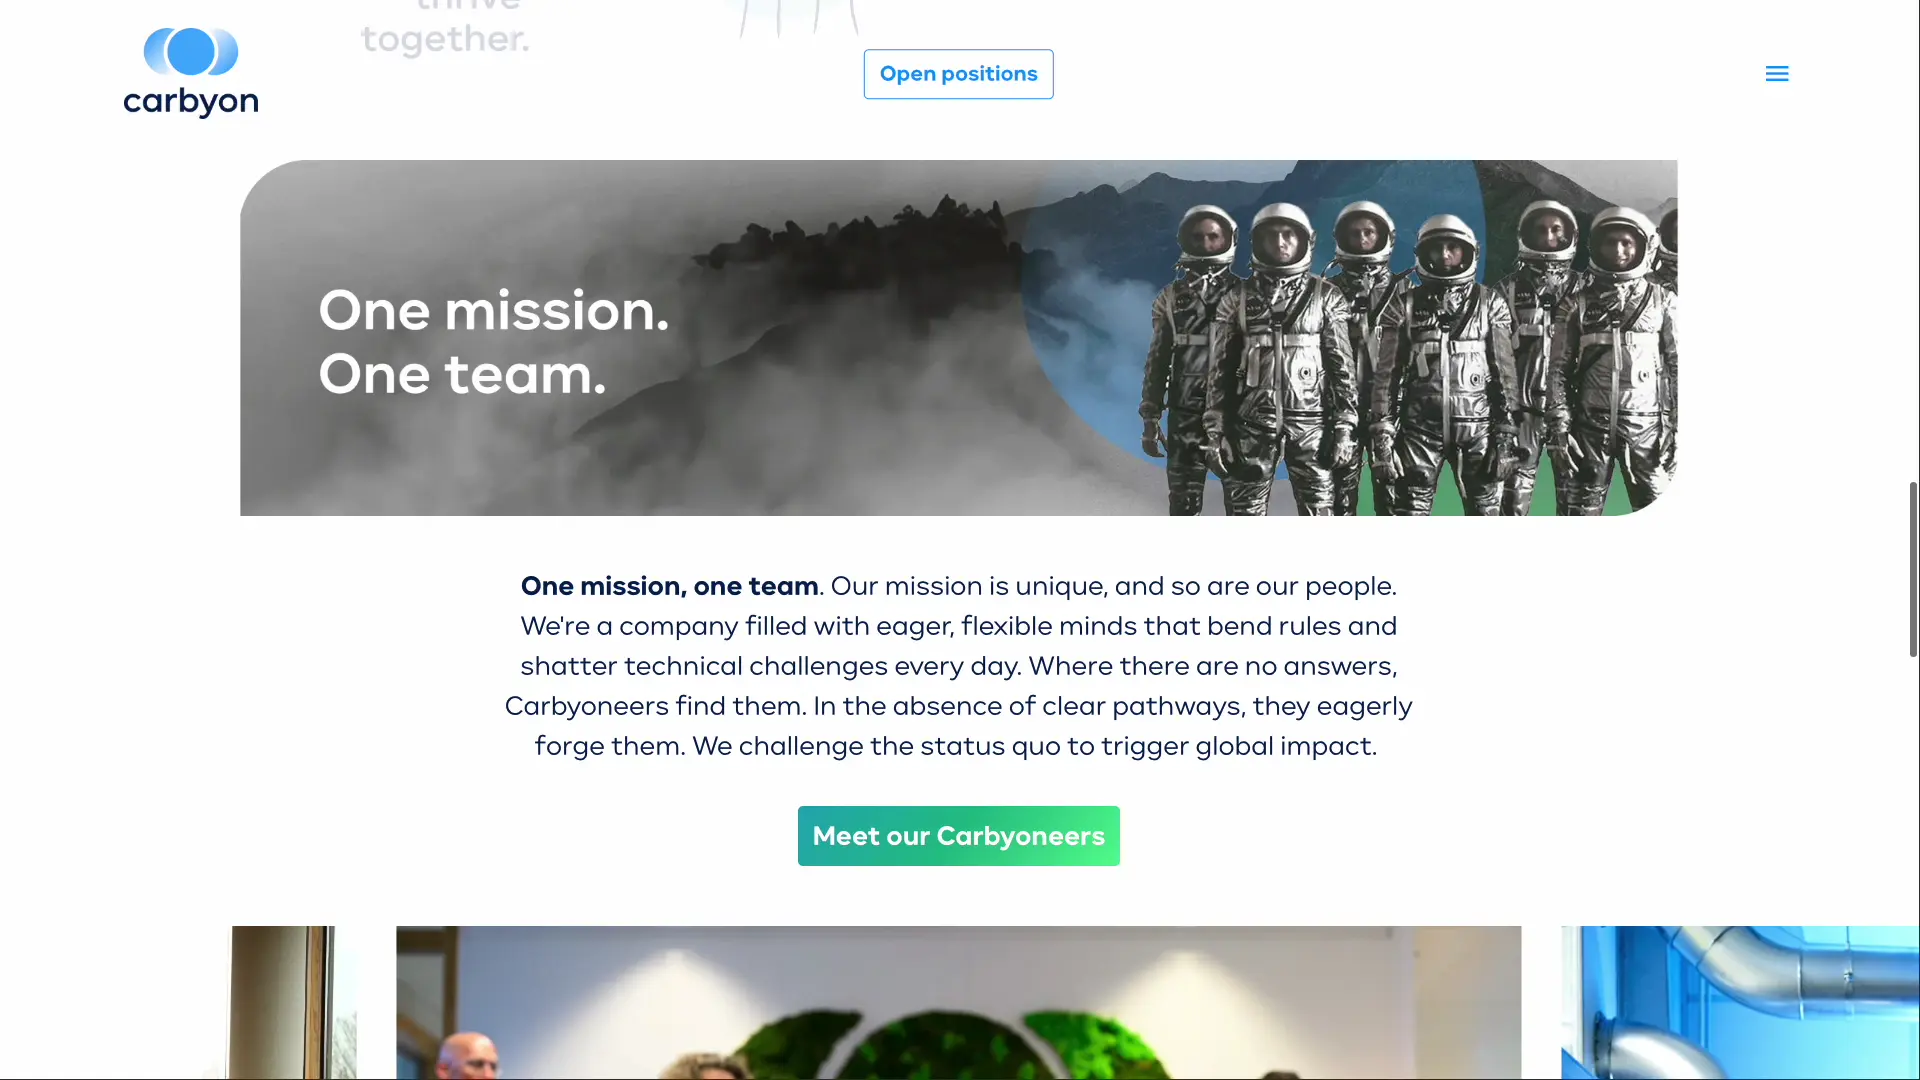 thrive
together.
carbyon
Open positions
One mission.
One team.
One mission, one team. Our mission is unique, and so are our people.
We're a company filled with eager, flexible minds that bend rules and
shatter technical challenges every day. Where there are no answers,
Carbyoneers find them. In the absence of clear pathways, they eagerly
forge them. We challenge the status quo to trigger global impact.
Meet our Carbyoneers